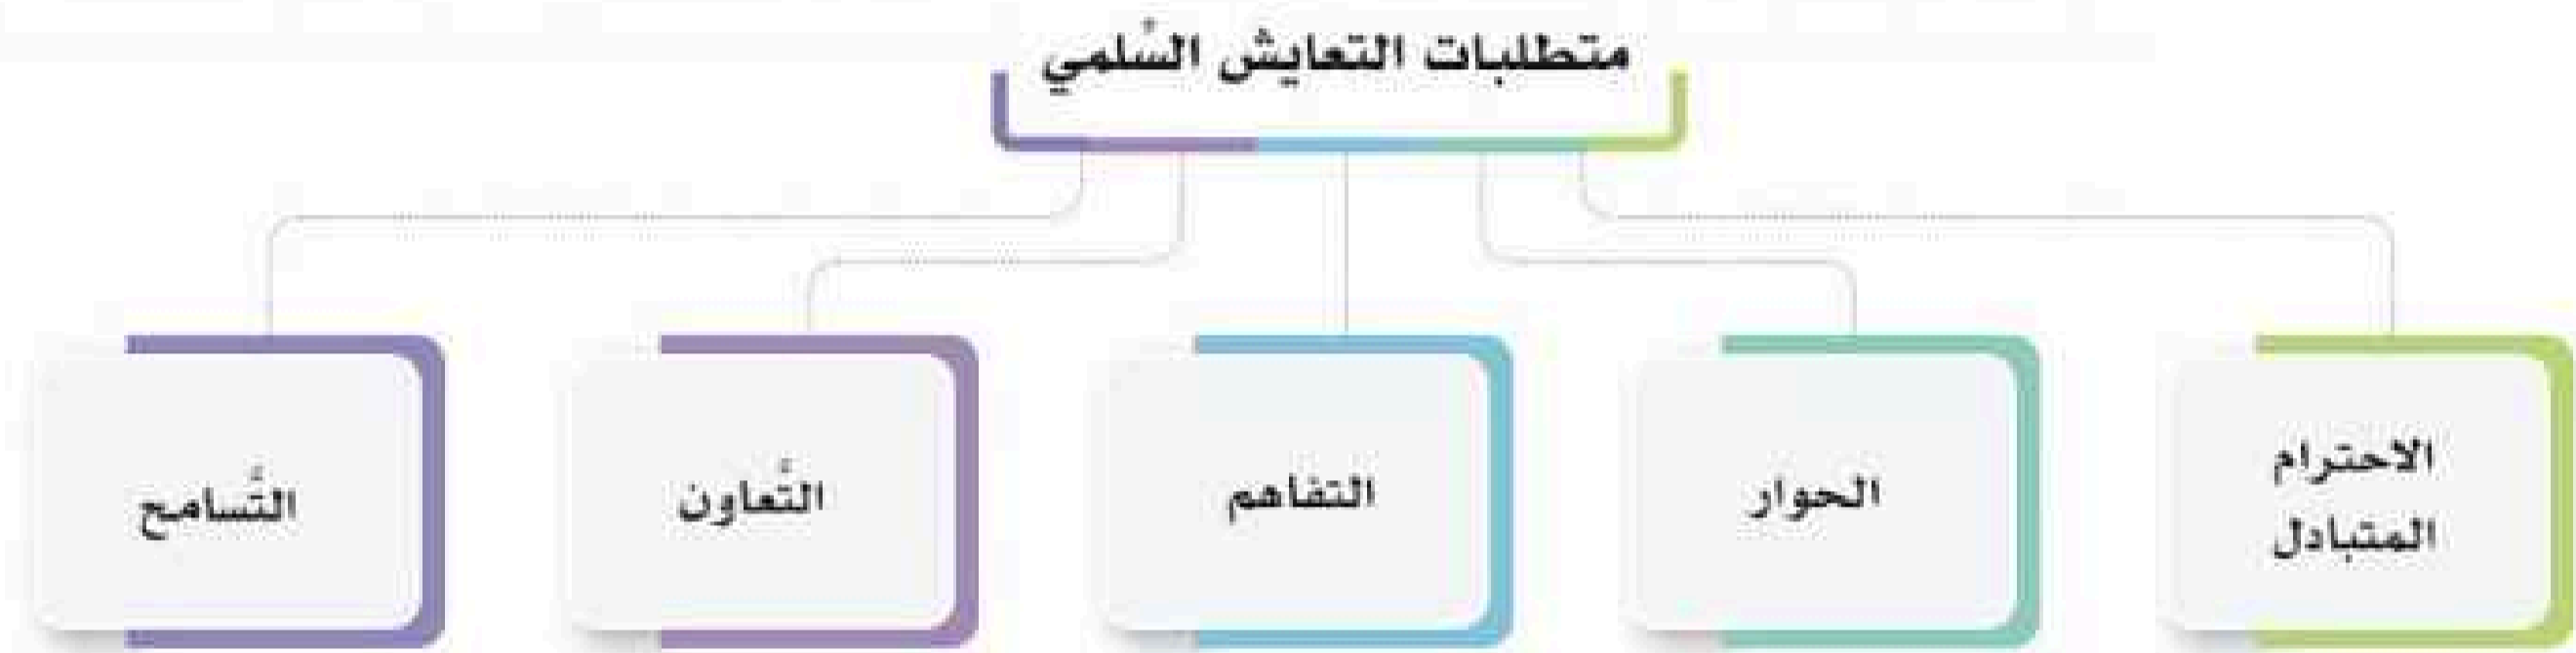 متطلبات التعايش السُلمي
الاحترام
المتبادل
الحوار
التفاهم
التَّعاون
التَّسامح